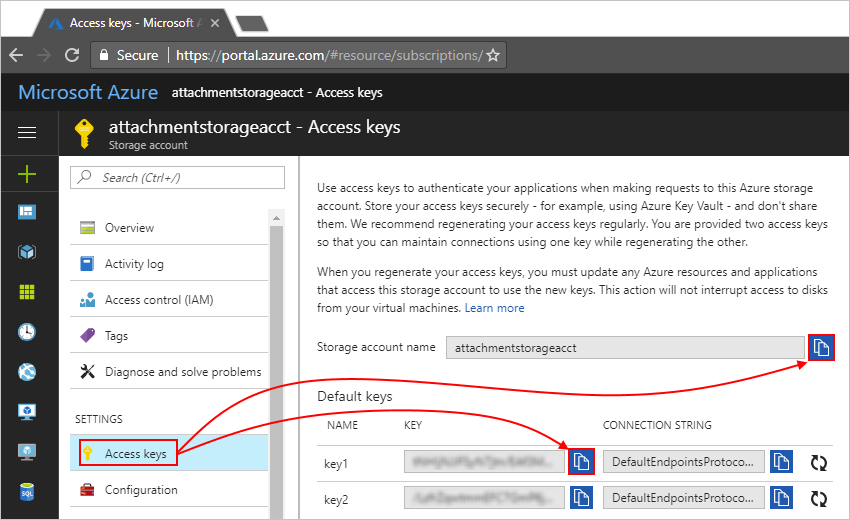 Access keys - Microsoft A
Secure
https://portal.azure.com/#resource/subscriptions/
Microsoft Azure
attachmentstorageacct - Access keys
attachmentstorageacct - Access keys
Storage account
Search (Ctrl+/)
Overview
Activity log
Access control (IAM)
Tags
Diagnose and solve problems
SETTINGS
Access keys
Configuration
Use access keys to authenticate your applications when making requests to this Azure storage
account. Store your access keys securely - for example, using Azure Key Vault - and don't share
them. We recommend regenerating your access keys regularly. You are provided two access keys
so that you can maintain connections using one key while regenerating the other.
When you regenerate your access keys, you must update any Azure resources and applications
that access this storage account to use the new keys. This action will not interrupt access to disks
from your virtual machines. Learn more
Storage account name
attachmentstorageacct
Default keys
NAME KEY CONNECTION STRING
key1 DefaultEndpointsProtoco...
key2 DefaultEndpointsProtoco...
SQL